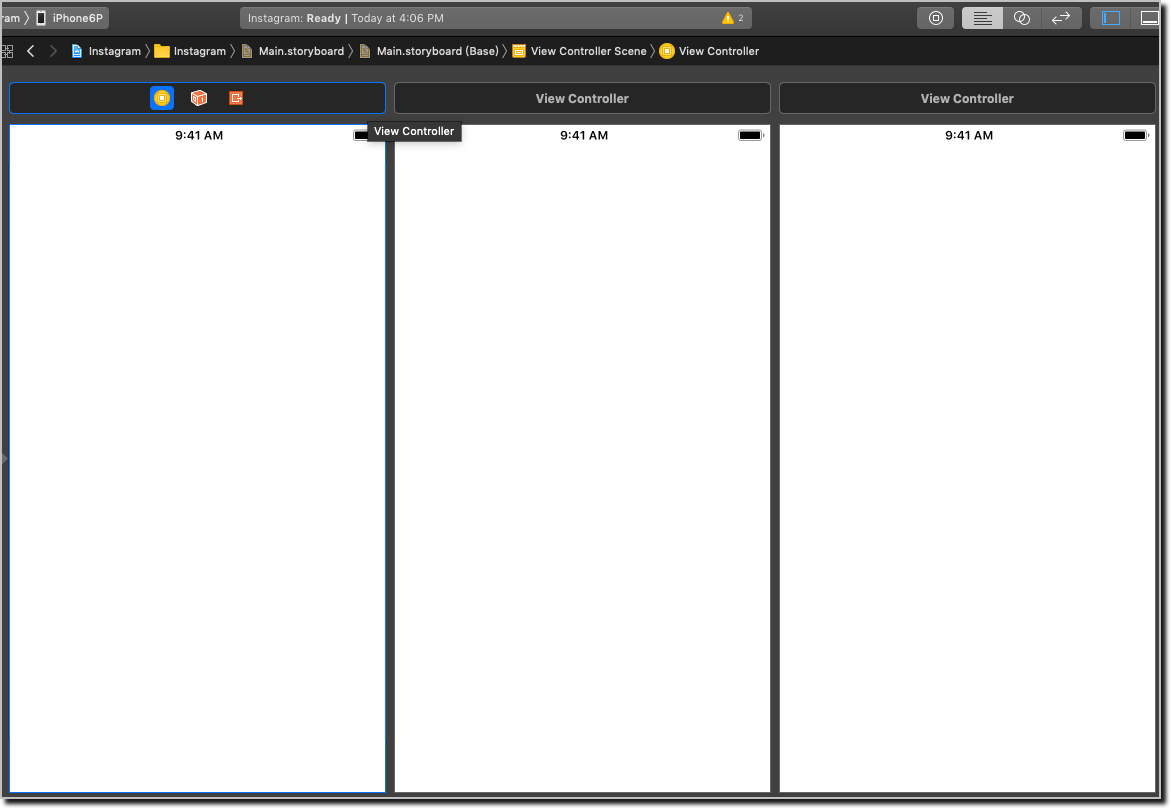 ram iPhone6P Instagram: Ready | Today at 4:06 PM 2
Instagram Instagram Main.storyboard Main.storyboard (Base) View Controller Scene View Controller
View Controller View Controller
View Controller
9:41 AM 9:41 AM 9:41 AM